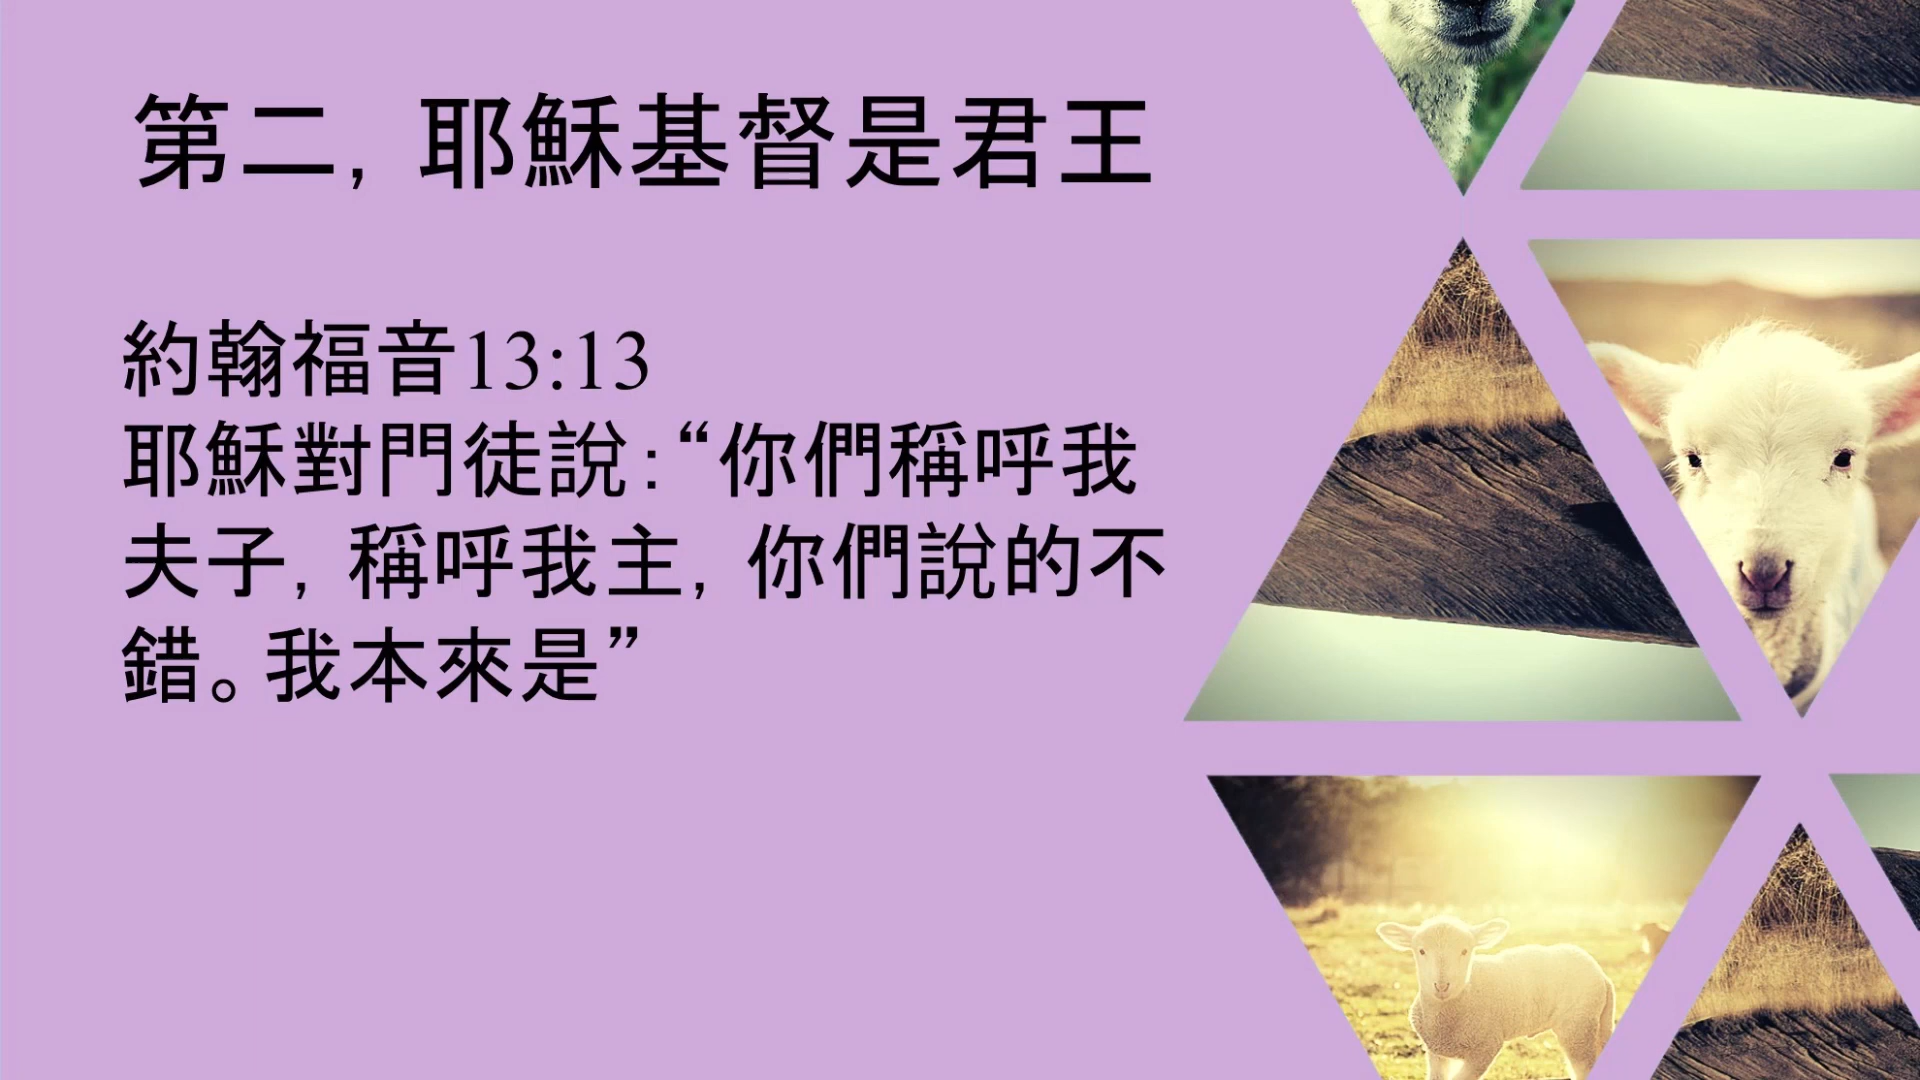 第二，耶穌基督是君王
約翰福音13:13
耶穌對門徒說：“你們稱呼我
夫子，稱呼我主，你們說的不
錯。我本來是”